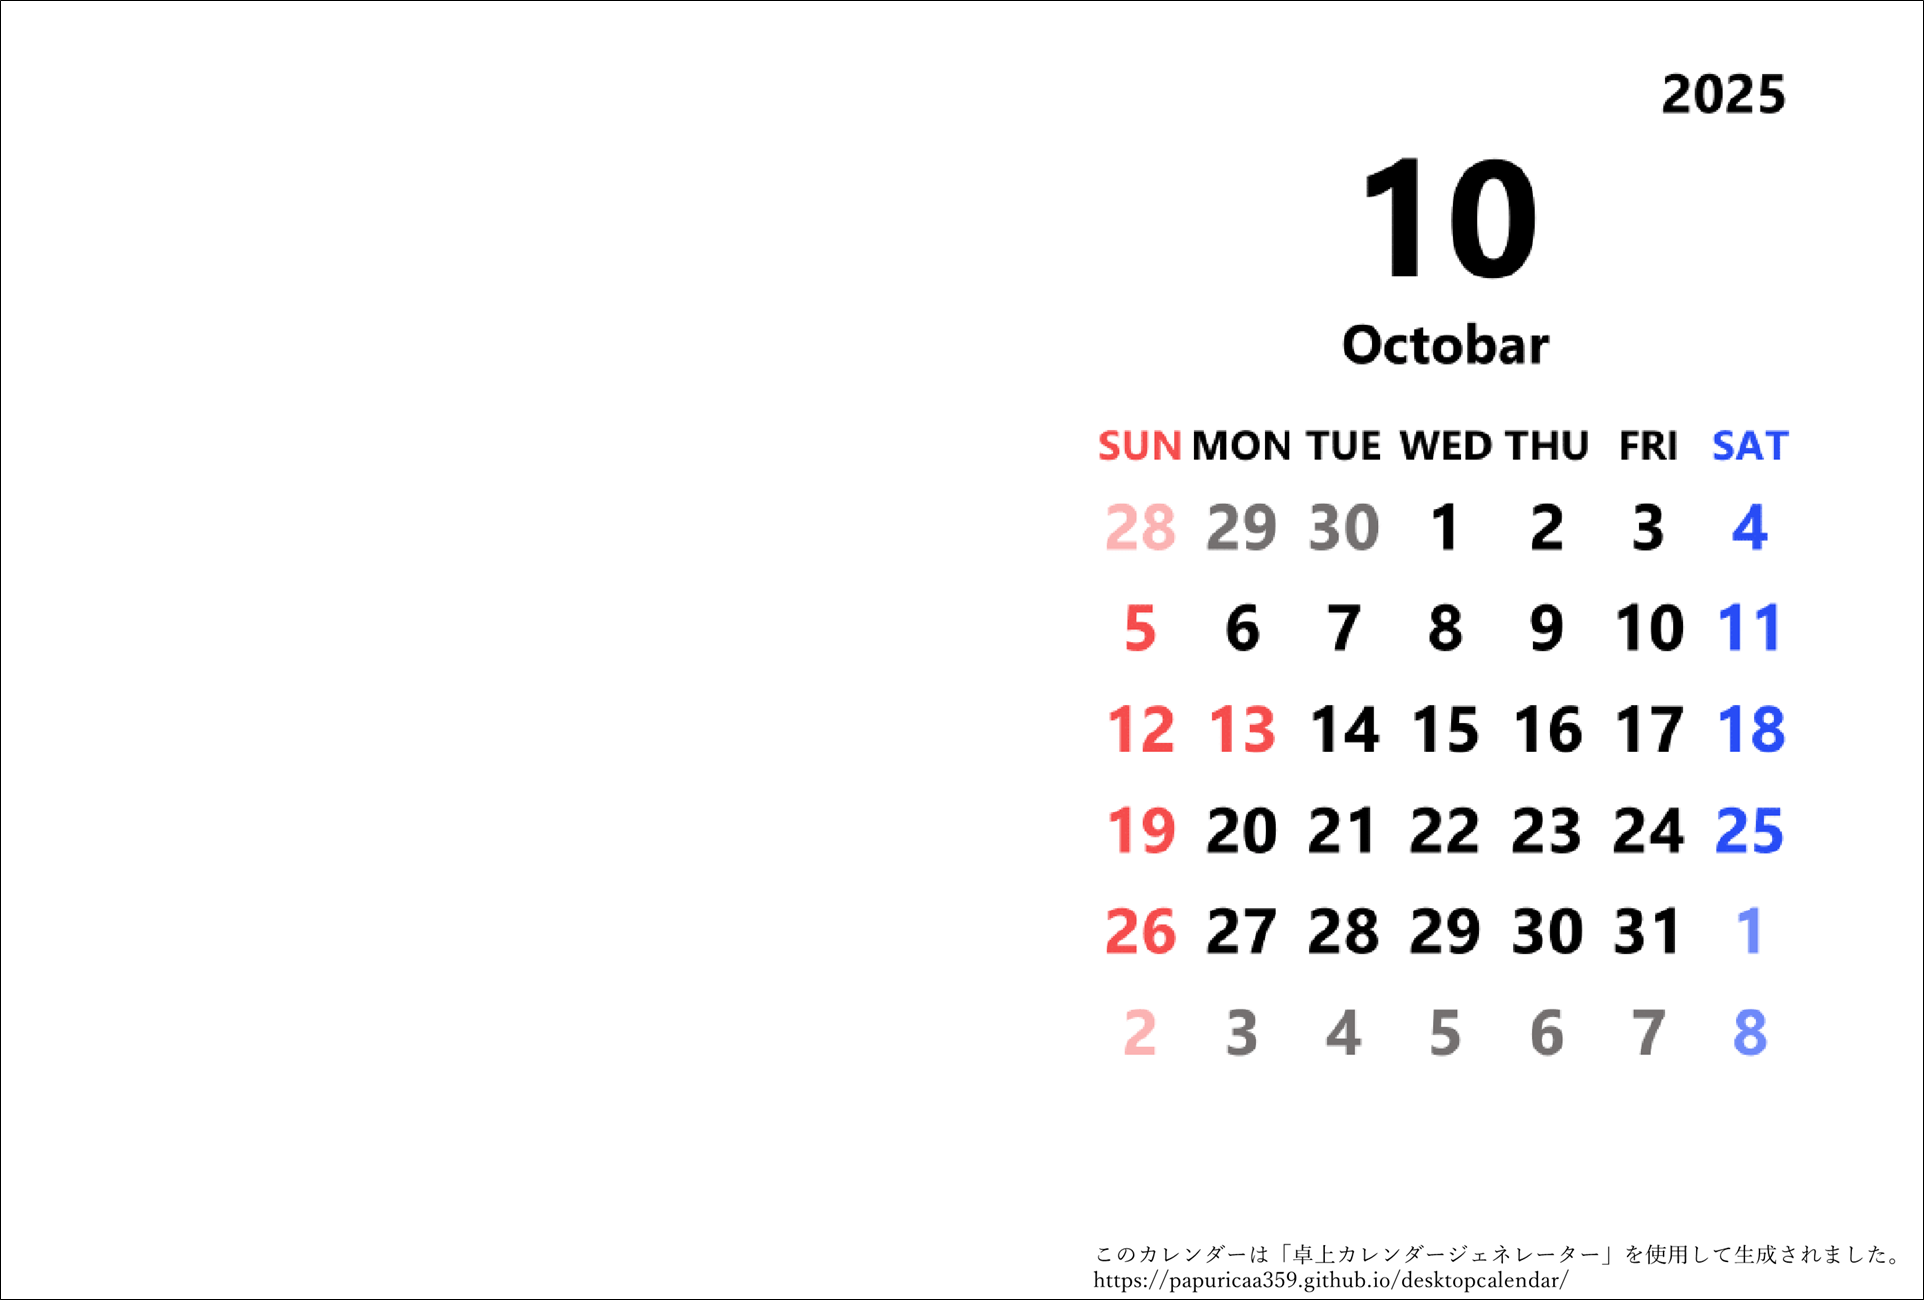 2025
10
Octobar
SUN MON TUE WED THU FRI SAT
28 29 30 1 2 3 4
5 6 7 8 9 10 11
12 13 14 15 16 17 18
19 20 21 22 23 24 25
26 27 28 29 30 31 1
2 3 4 5 6 7 8
このカレンダーは「卓上カレンダージェネレーター」を使用して生成されました。
https://papuricaa359.github.io/desktopcalendar/